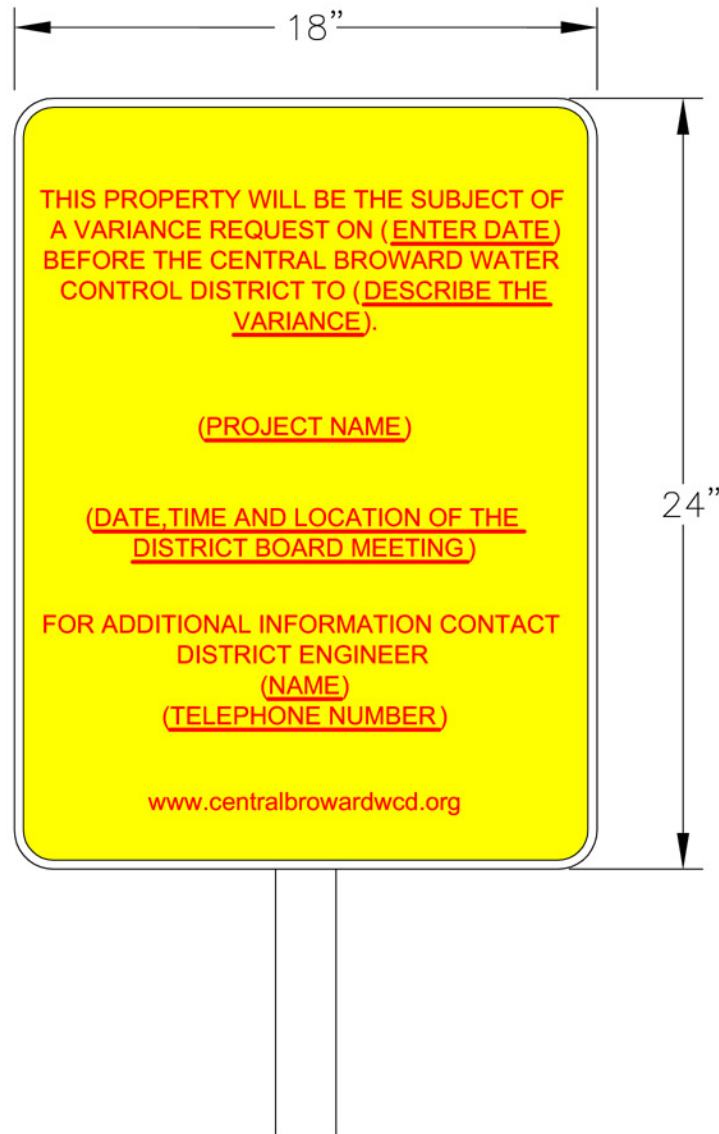 18”
THIS PROPERTY WILL BE THE SUBJECT OF
A VARIANCE REQUEST ON (ENTER DATE)
BEFORE THE CENTRAL BROWARD WATER
CONTROL DISTRICT TO (DESCRIBE THE
VARIANCE).
(PROJECT NAME)
(DATE,TIME AND LOCATION OF THE
DISTRICT BOARD MEETING)
24”
FOR ADDITIONAL INFORMATION CONTACT
DISTRICT ENGINEER
(NAME)
(TELEPHONE NUMBER)
www.centralbrowardwcd.org